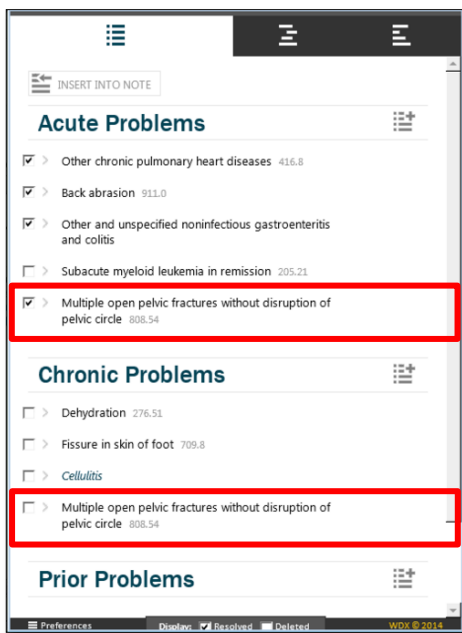 INSERT INTO NOTE
Acute Problems
Other chronic pulmonary heart diseases 416.8
Back abrasion 911.0
Other and unspecified noninfectious gastroenteritis
and colitis
Subacute myeloid leukemia in remission 205.21
Multiple open pelvic fractures without disruption of
pelvic circle 808.54
Chronic Problems
Dehydration 276.51
Fissure in skin of foot 709.8
Cellulitis
Multiple open pelvic fractures without disruption of
pelvic circle 808.54
Prior Problems
Preferences Display: Resolved Deleted WDX © 2014